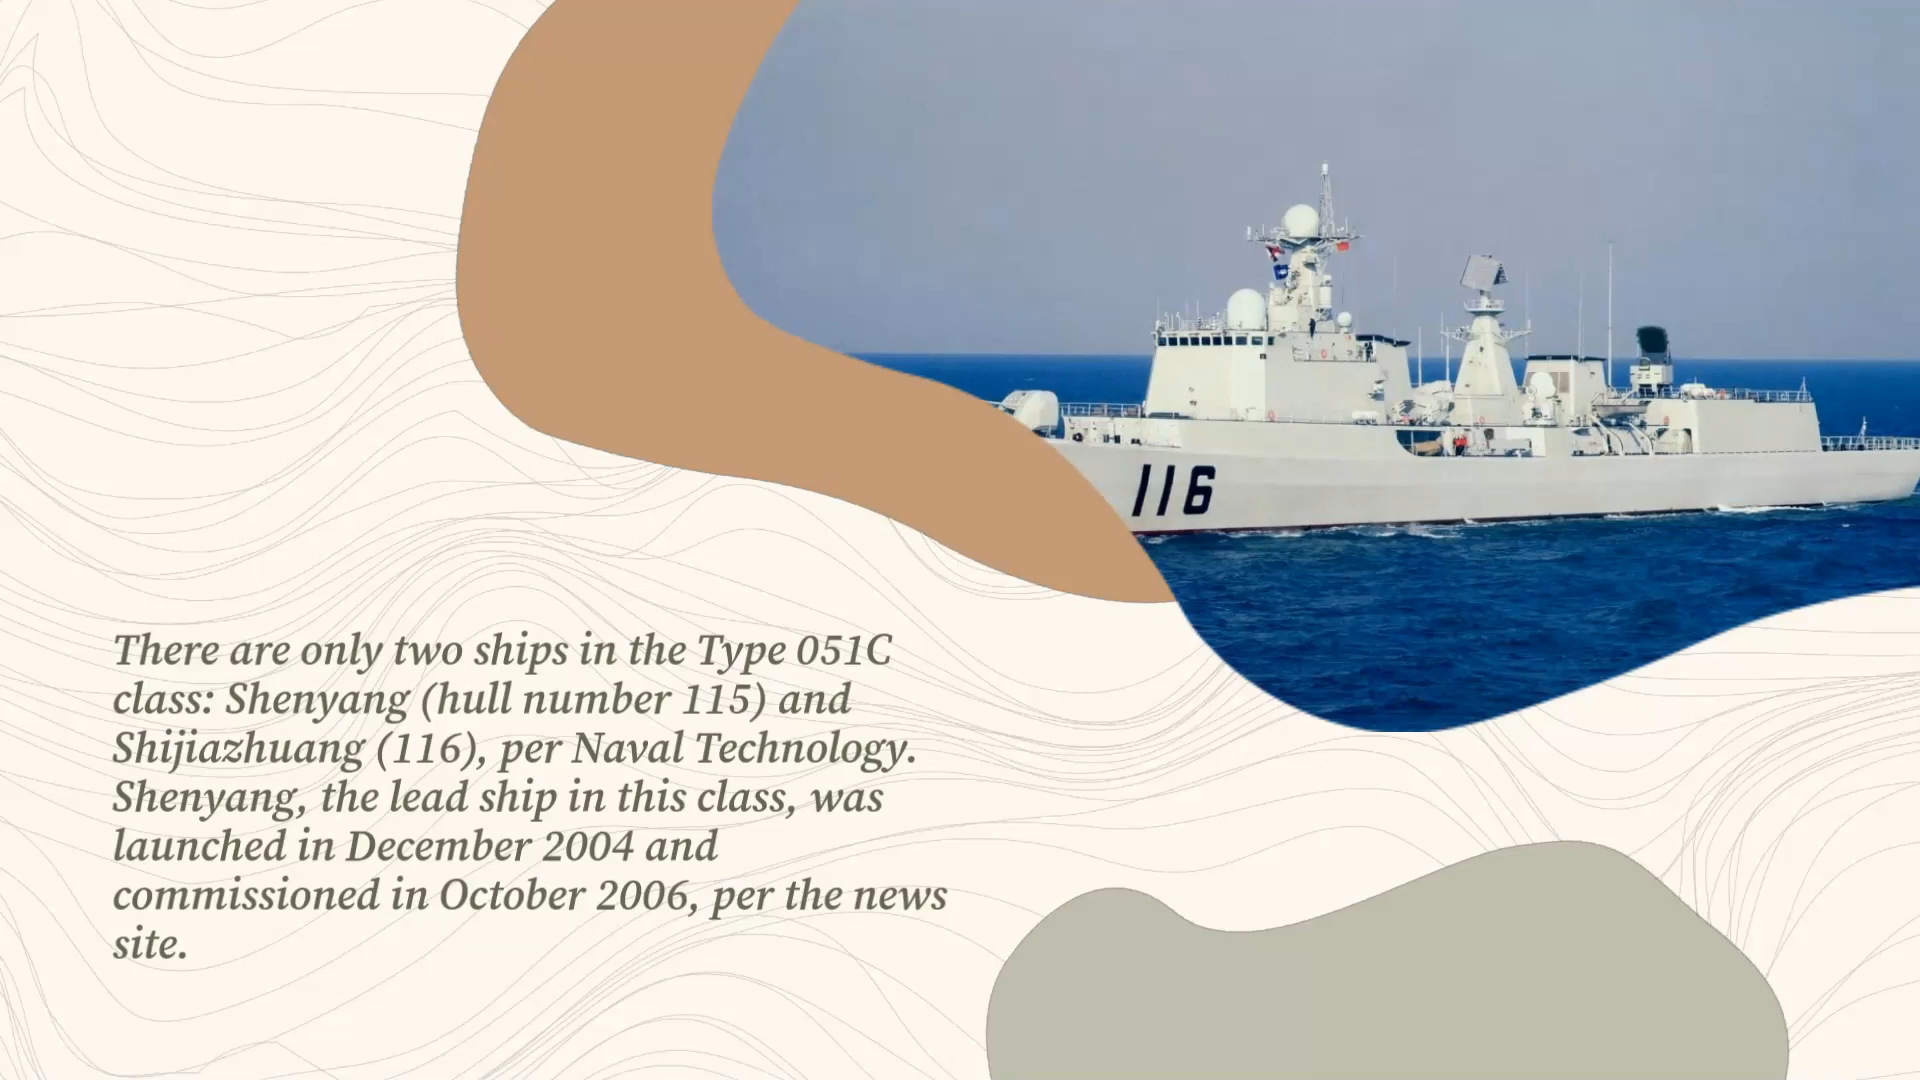 116
There are only two ships in the Type 051C
class: Shenyang (hull number 115) and
Shijiazhuang (116), per Naval Technology.
Shenyang, the lead ship in this class, was
launched in December 2004 and
commissioned in October 2006, per the news
site.